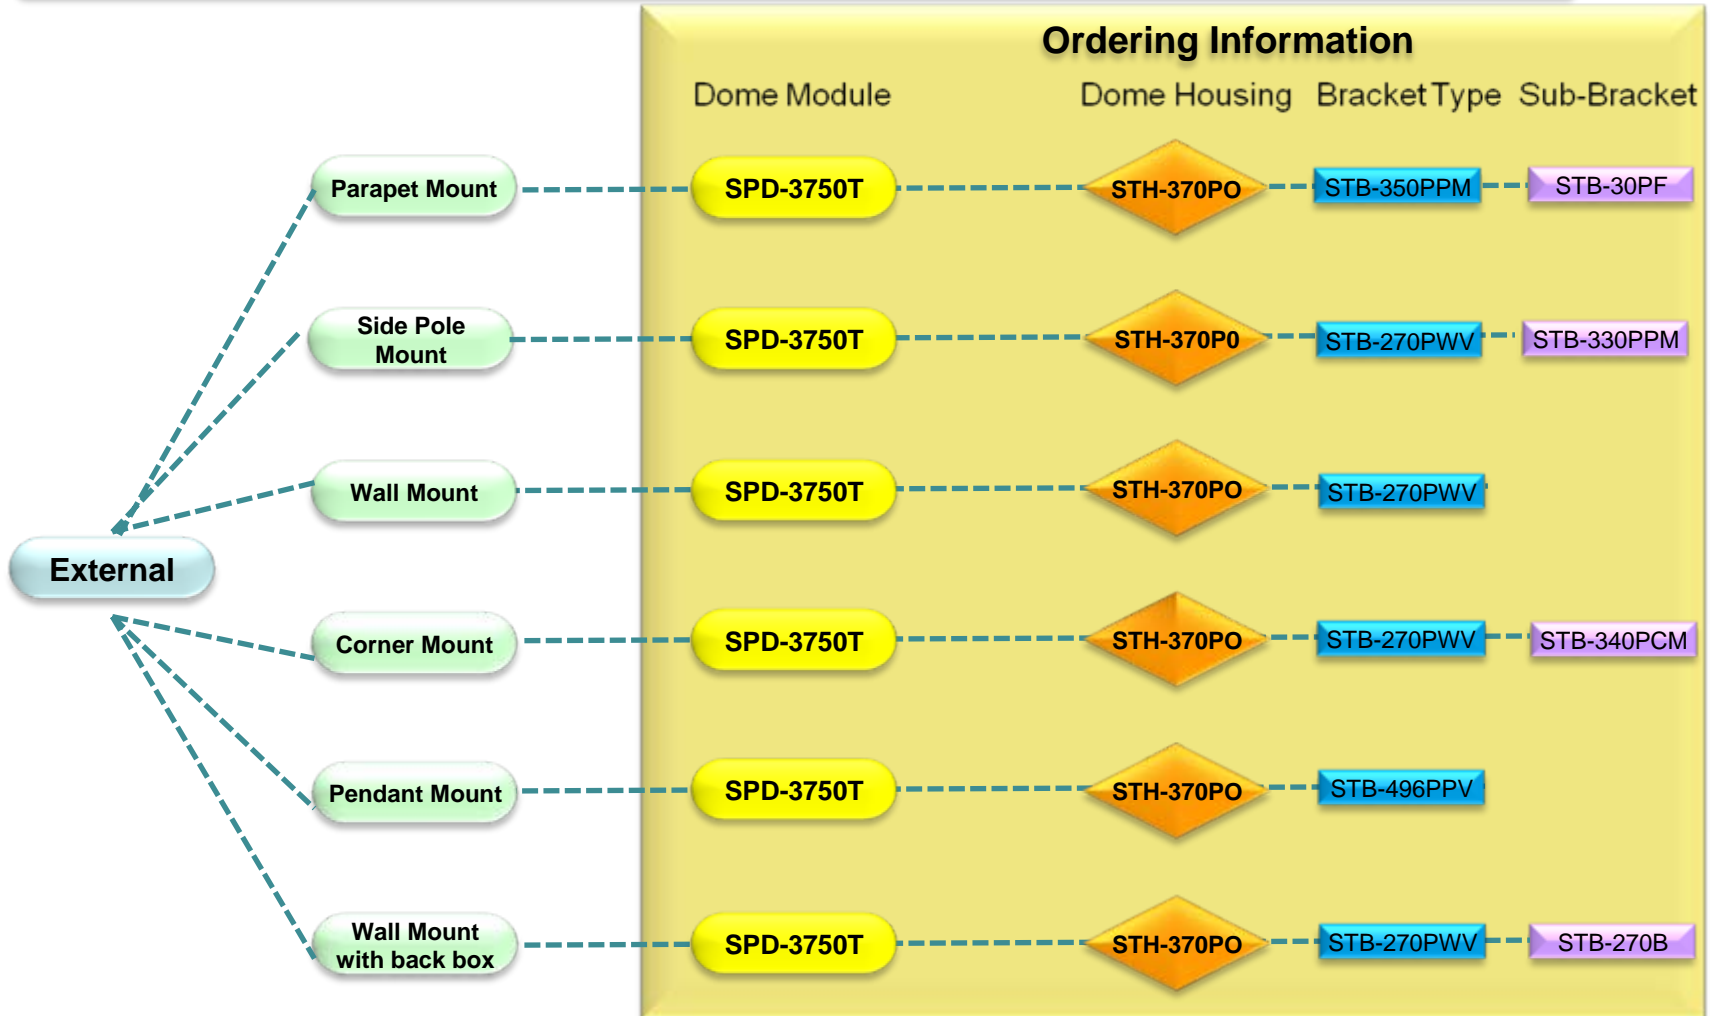 Ordering Information
Dome Module Dome Housing Bracket Type Sub-Bracket
Parapet Mount SPD-3750T STH-370PO STB-350PPM STB-30PF
Side Pole
Mount
SPD-3750T STH-370P0 STB-270PWV STB-330PPM
Wall Mount SPD-3750T STH-370PO STB-270PWV
External
Corner Mount SPD-3750T STH-370PO STB-270PWV STB-340PCM
Pendant Mount SPD-3750T STH-370PO STB-496PPV
Wall Mount
with back box
SPD-3750T STH-370PO STB-270PWV STB-270B